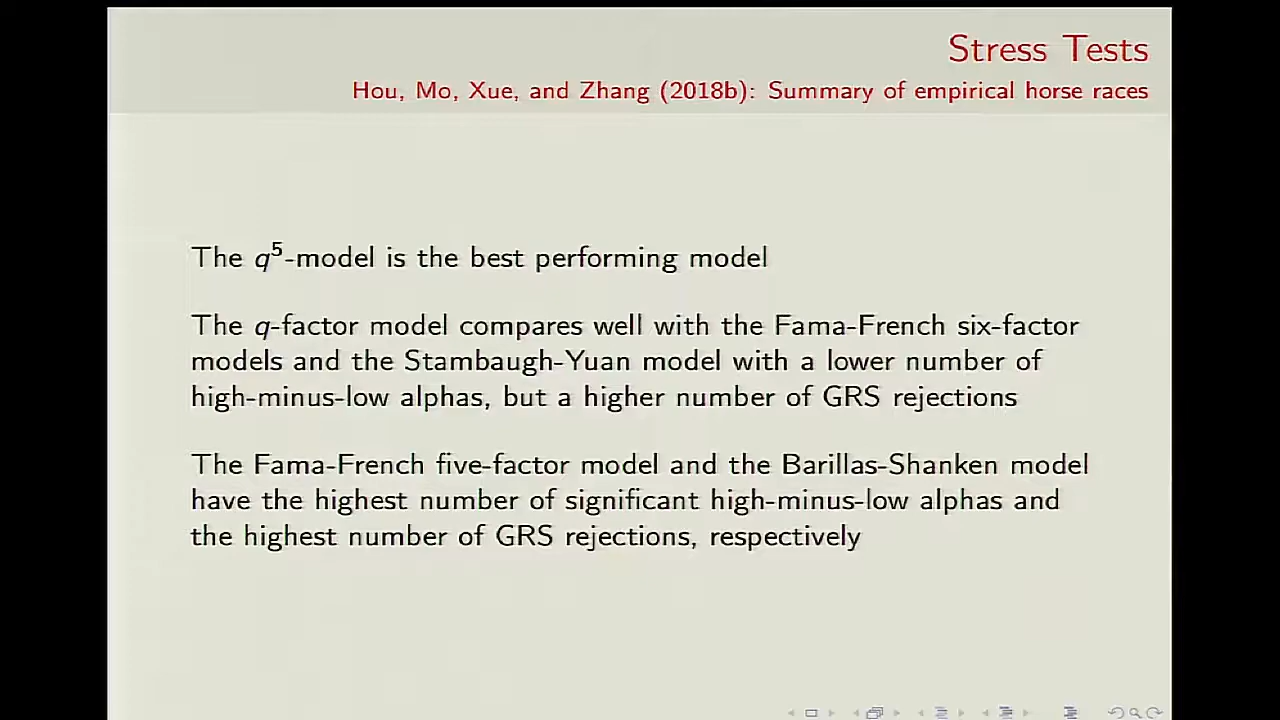 Stress Tests
Hou, Mo, Xue, and Zhang (2018b): Summary of empirical horse races
The q⁵-model is the best performing model
The q-factor model compares well with the Fama-French six-factor
models and the Stambaugh-Yuan model with a lower number of
high-minus-low alphas, but a higher number of GRS rejections
The Fama-French five-factor model and the Barillas-Shanken model
have the highest number of significant high-minus-low alphas and
the highest number of GRS rejections, respectively